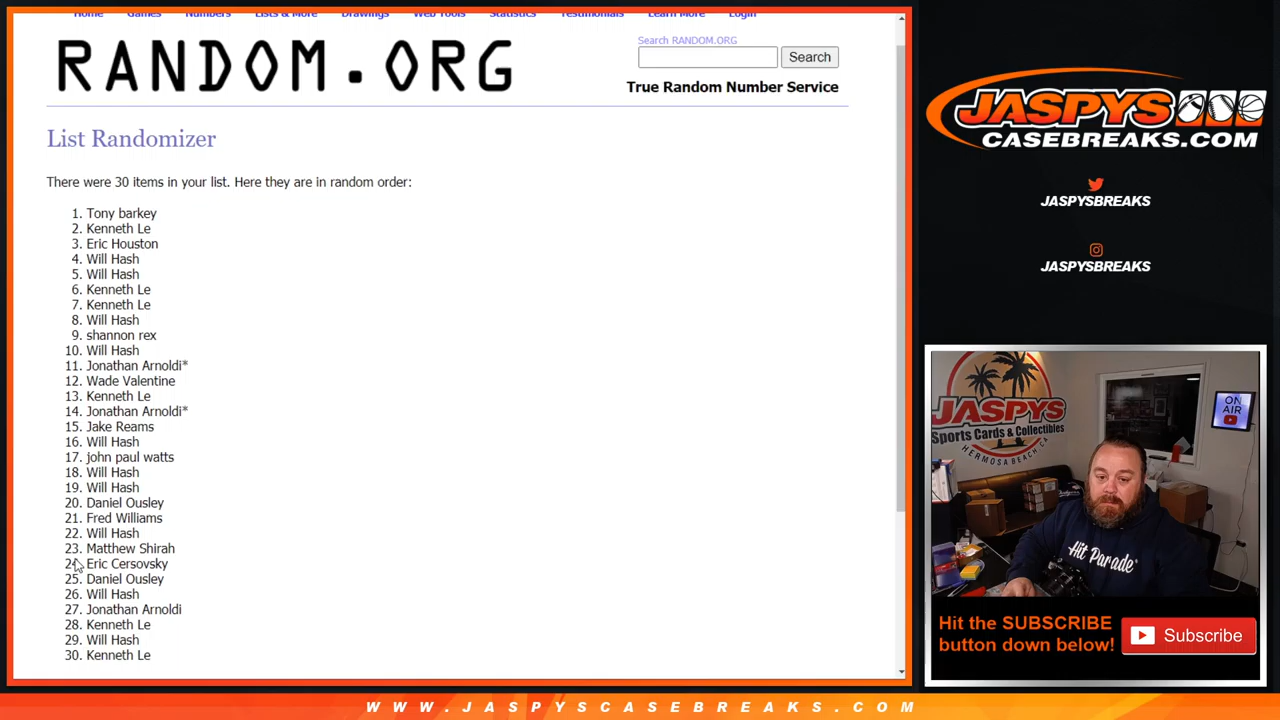 Home Games Numbers Lists & More Drawings Web Tools Statistics Testimonials Learn More Login
RANDOM.ORG
Search RANDOM.ORG
Search
True Random Number Service
List Randomizer
There were 30 items in your list. Here they are in random order:
1. Tony barkey
2. Kenneth Le
3. Eric Houston
4. Will Hash
5. Will Hash
6. Kenneth Le
7. Kenneth Le
8. Will Hash
9. shannon rex
10. Will Hash
11. Jonathan Arnoldi*
12. Wade Valentine
13. Kenneth Le
14. Jonathan Arnoldi*
15. Jake Reams
16. Will Hash
17. john paul watts
18. Will Hash
19. Will Hash
20. Daniel Ousley
21. Fred Williams
22. Will Hash
23. Matthew Shirah
24. Eric Cersovsky
25. Daniel Ousley
26. Will Hash
27. Jonathan Arnoldi
28. Kenneth Le
29. Will Hash
30. Kenneth Le
JASPYS
CASEBREAKS.COM
JASPYSBREAKS
JASPYSBREAKS
JASPYS
Sports Cards & Collectibles
HERMOSA BEACH CA
ON
AIR
Hit Parade
Hit the SUBSCRIBE
button down below!
Subscribe
WWW.JASPYSCASEBREAKS.COM